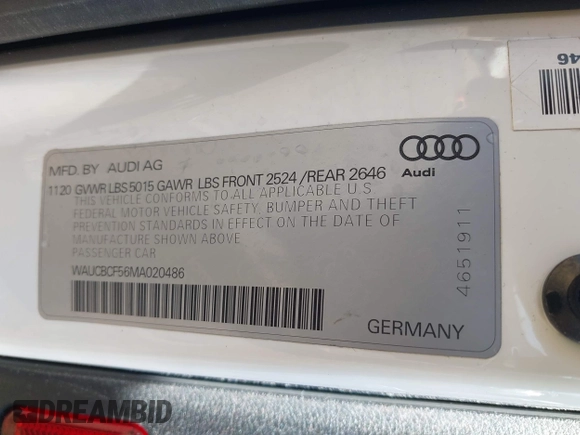 MFD. BY AUDI AG
1120 GVWR LBS 5015 GAWR LBS FRONT 2524 /REAR 2646
THIS VEHICLE CONFORMS TO ALL APPLICABLE U.S
FEDERAL MOTOR VEHICLE SAFETY, BUMPER AND THEFT
PREVENTION STANDARDS IN EFFECT ON THE DATE OF
MANUFACTURE SHOWN ABOVE
PASSENGER CAR
WAUCBCF56MA020486
Audi
4651911
GERMANY
46
DREAMBID